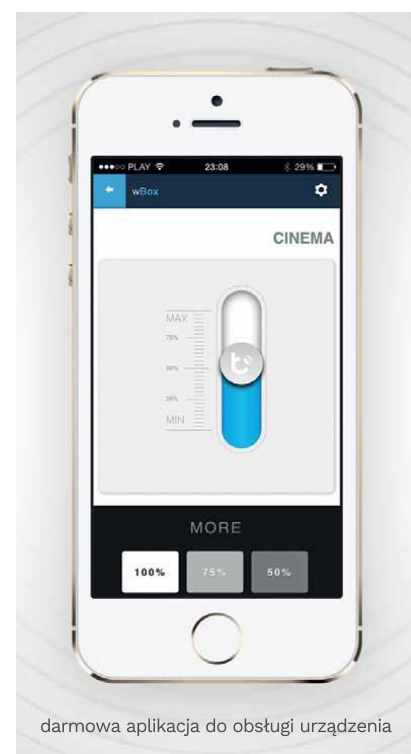 PLAY 23:08 29%
wBox
CINEMA
MAX
75%
50%
25%
MIN
MORE
100% 75% 50%
darmowa aplikacja do obsługi urządzenia